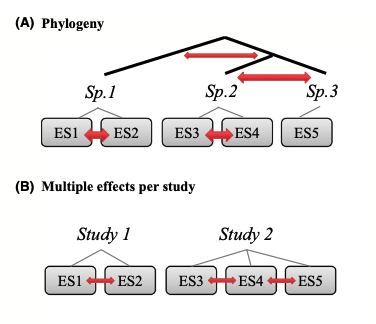 (A) Phylogeny
Sp.1 Sp.2 Sp.3
ES1 ES2 ES3 ES4 ES5
(B) Multiple effects per study
Study 1 Study 2
ES1 ES2 ES3 ES4 ES5